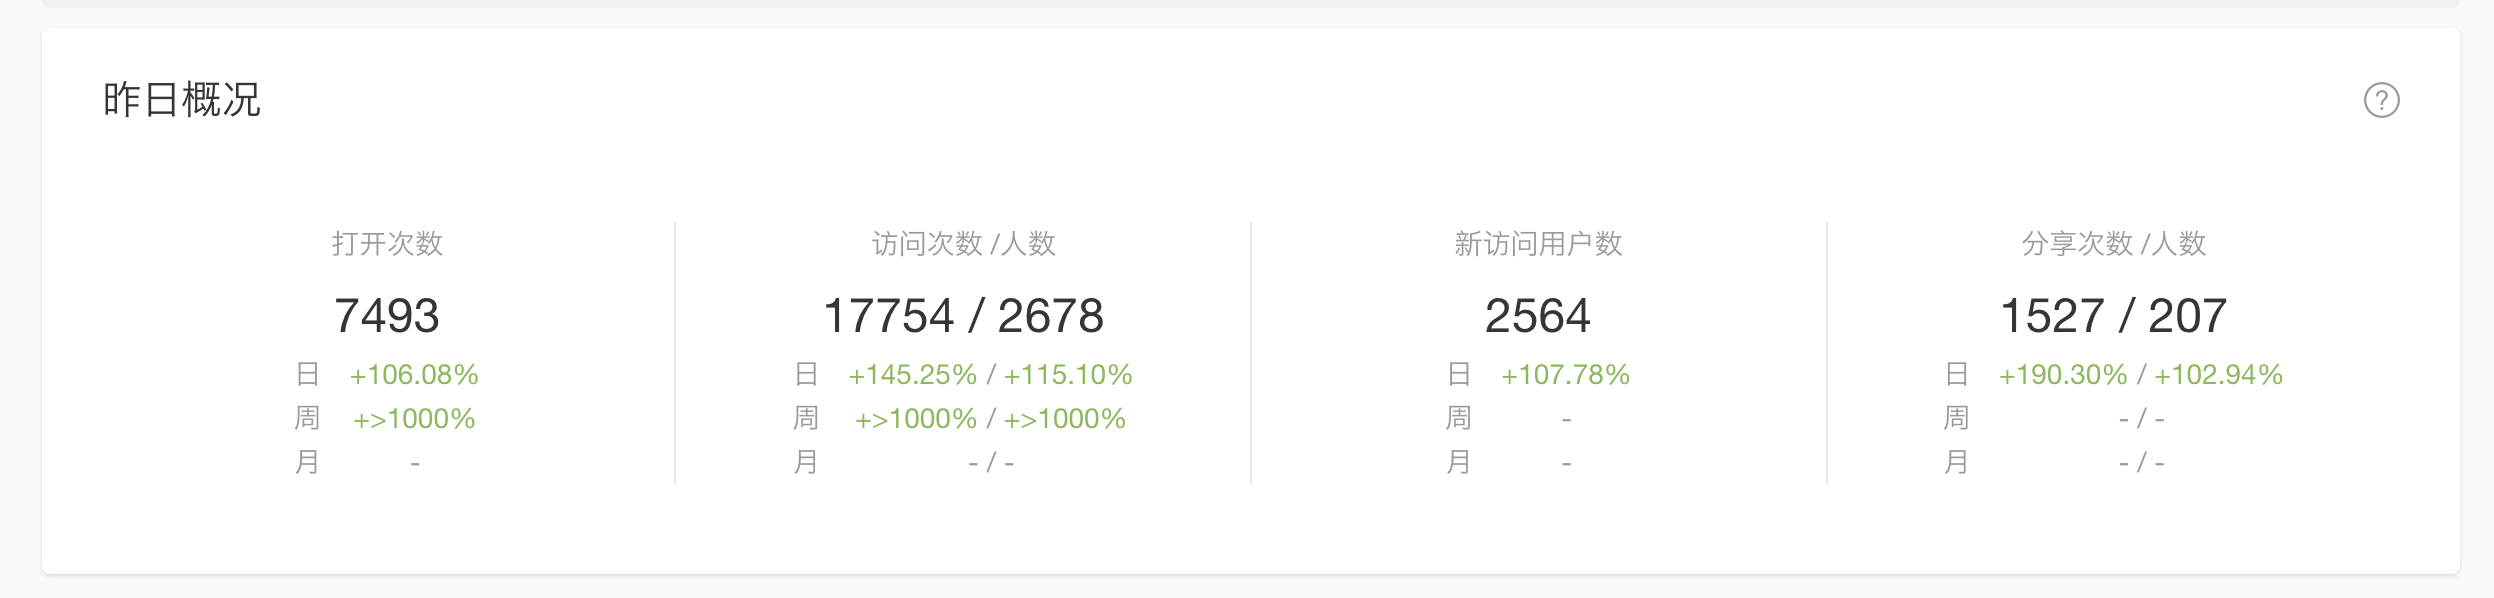 昨日概况
?
打开次数
7493
日 +106.08%
周 +>1000%
月 -
访问次数/人数
17754 / 2678
日 +145.25% / +115.10%
周 +>1000% / +>1000%
月 - / -
新访问用户数
2564
日 +107.78%
周 -
月 -
分享次数/人数
1527 / 207
日 +190.30% / +102.94%
周 - / -
月 - / -